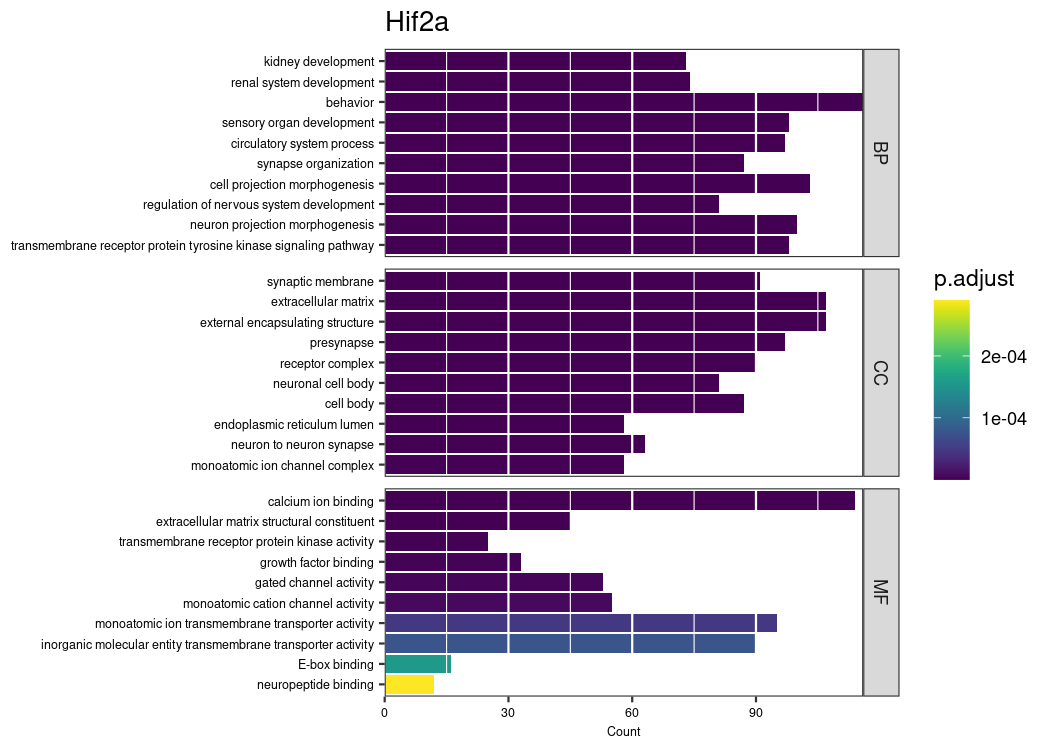 Hif2a
kidney development
renal system development
behavior
sensory organ development
circulatory system process
synapse organization
cell projection morphogenesis
regulation of nervous system development
neuron projection morphogenesis
transmembrane receptor protein tyrosine kinase signaling pathway
BP
synaptic membrane
extracellular matrix
external encapsulating structure
presynapse
receptor complex
neuronal cell body
cell body
endoplasmic reticulum lumen
neuron to neuron synapse
monoatomic ion channel complex
CC
calcium ion binding
extracellular matrix structural constituent
transmembrane receptor protein kinase activity
growth factor binding
gated channel activity
monoatomic cation channel activity
monoatomic ion transmembrane transporter activity
inorganic molecular entity transmembrane transporter activity
E-box binding
neuropeptide binding
MF
0 30 60 90
Count
p.adjust
2e-04
1e-04